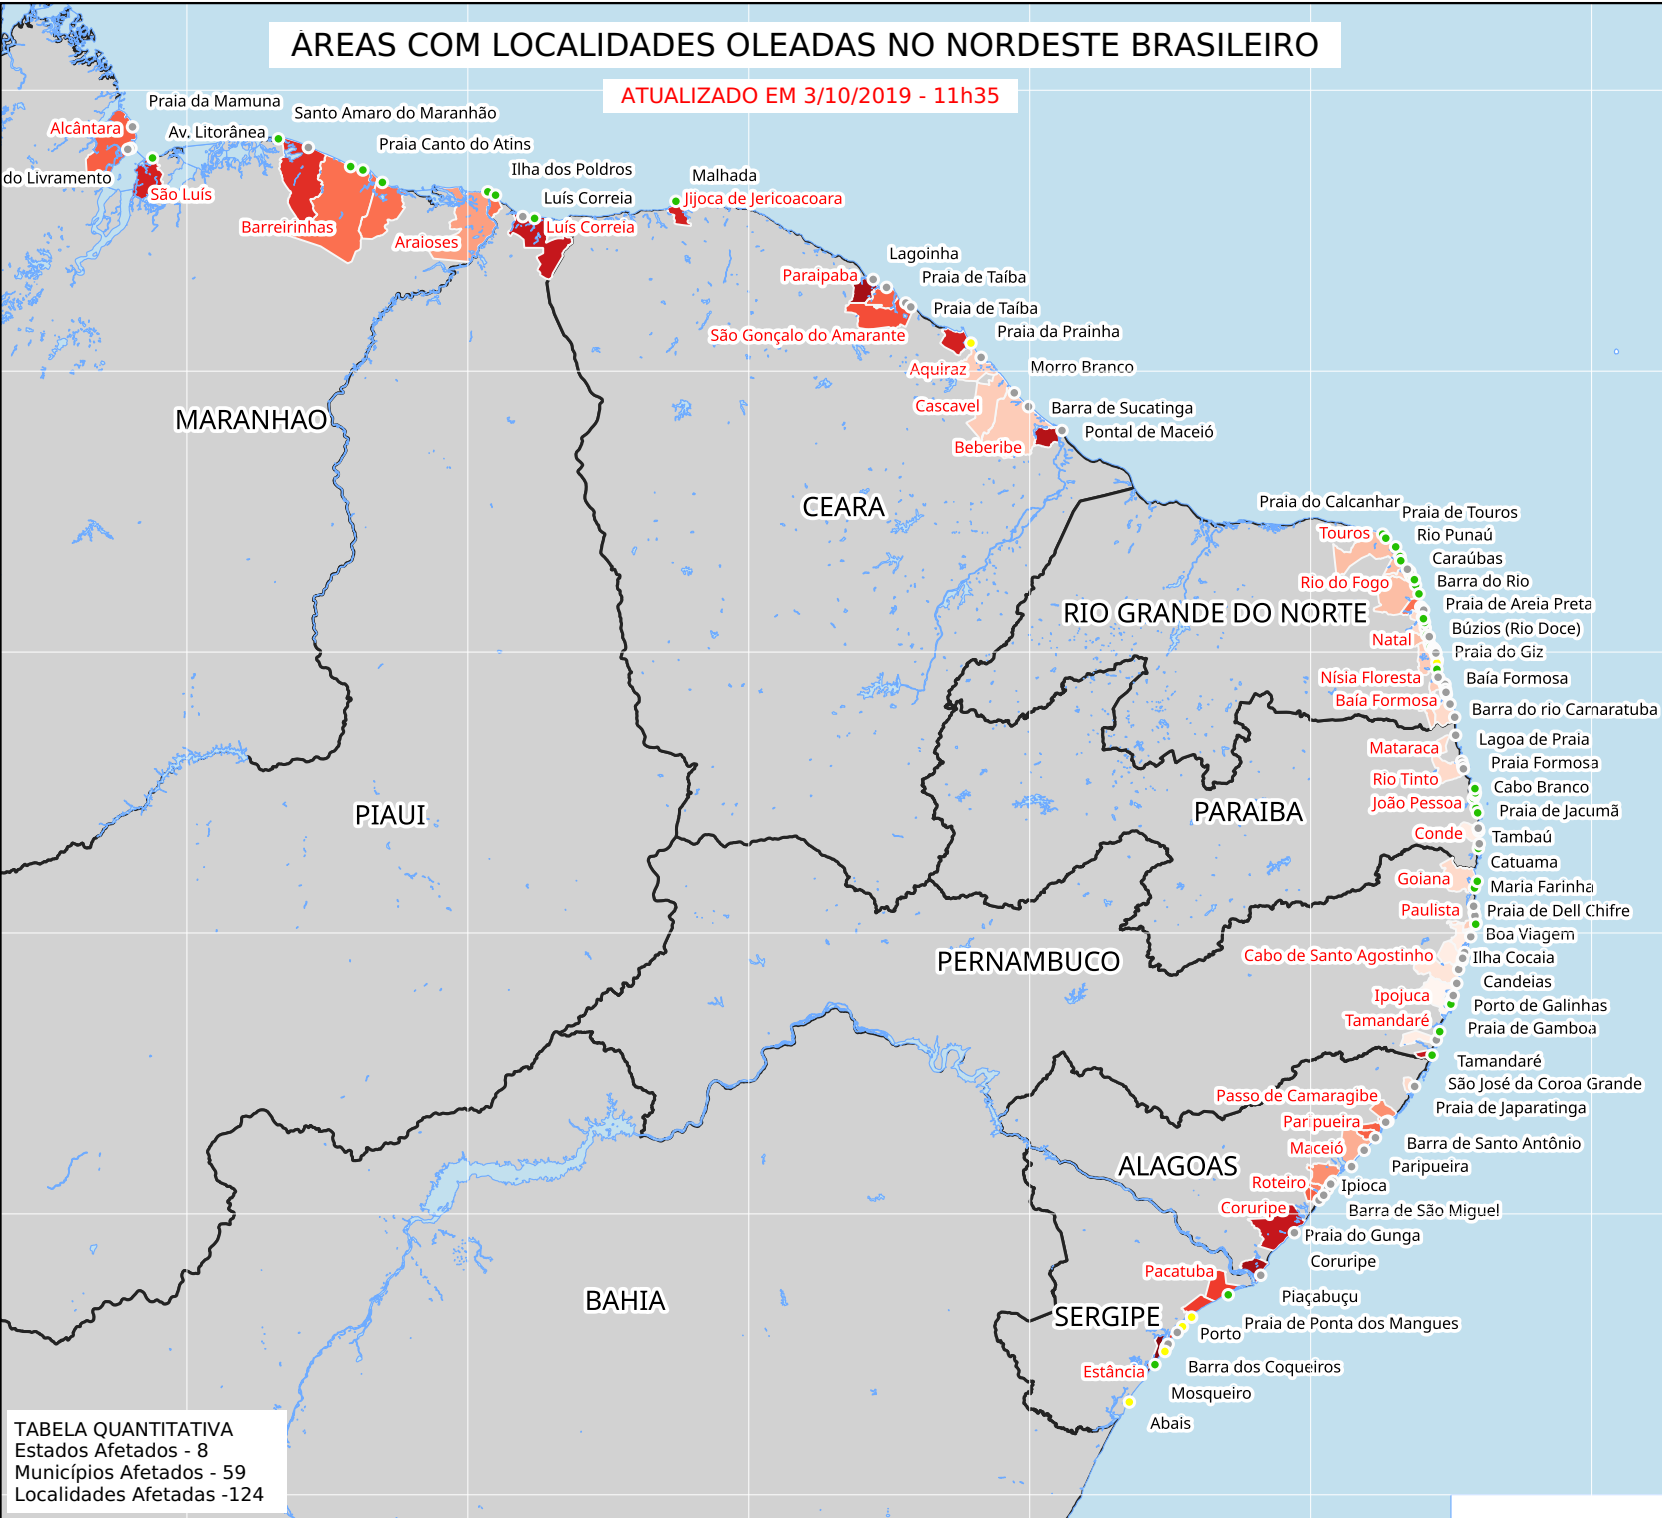 ÁREAS COM LOCALIDADES OLEADAS NO NORDESTE BRASILEIRO
ATUALIZADO EM 3/10/2019 - 11h35
Praia da Mamuna
Santo Amaro do Maranhão
Alcântara
Av. Litorânea
Praia Canto do Atins
do Livramento
São Luís
Ilha dos Poldros
Malhada
Luís Correia
Jijoca de Jericoacoara
Barreirinhas
Luís Correia
Araioses
Lagoinha
Paraipaba
Praia de Taíba
Praia de Taíba
São Gonçalo do Amarante
Praia da Prainha
Aquiraz
Morro Branco
Cascavel
Barra de Sucatinga
MARANHAO
Pontal de Maceió
Beberibe
CEARA
Praia do Calcanhar
Praia de Touros
Touros
Rio Punaú
Caraúbas
Rio do Fogo
Barra do Rio
Praia de Areia Preta
RIO GRANDE DO NORTE
Búzios (Rio Doce)
Natal
Praia do Giz
Nísia Floresta
Baía Formosa
Baía Formosa
Barra do rio Camaratuba
Mataraca
Lagoa de Praia
Praia Formosa
Rio Tinto
Cabo Branco
João Pessoa
Praia de Jacumã
PIAUI
PARAIBA
Conde
Tambaú
Catuama
Goiana
Maria Farinha
Paulista
Praia de Dell Chifre
Boa Viagem
Cabo de Santo Agostinho
Ilha Cocaia
PERNAMBUCO
Candeias
Ipojuca
Porto de Galinhas
Tamandaré
Praia de Gamboa
Tamandaré
São José da Coroa Grande
Passo de Camaragibe
Praia de Japaratinga
Paripueira
Maceió
Barra de Santo Antônio
ALAGOAS
Paripueira
Roteiro
Ipioca
Coruripe
Barra de São Miguel
Praia do Gunga
Coruripe
Pacatuba
BAHIA
Piaçabuçu
SERGIPE
Praia de Ponta dos Mangues
Porto
Barra dos Coqueiros
Estância
Mosqueiro
Abais
TABELA QUANTITATIVA
Estados Afetados - 8
Municípios Afetados - 59
Localidades Afetadas -124